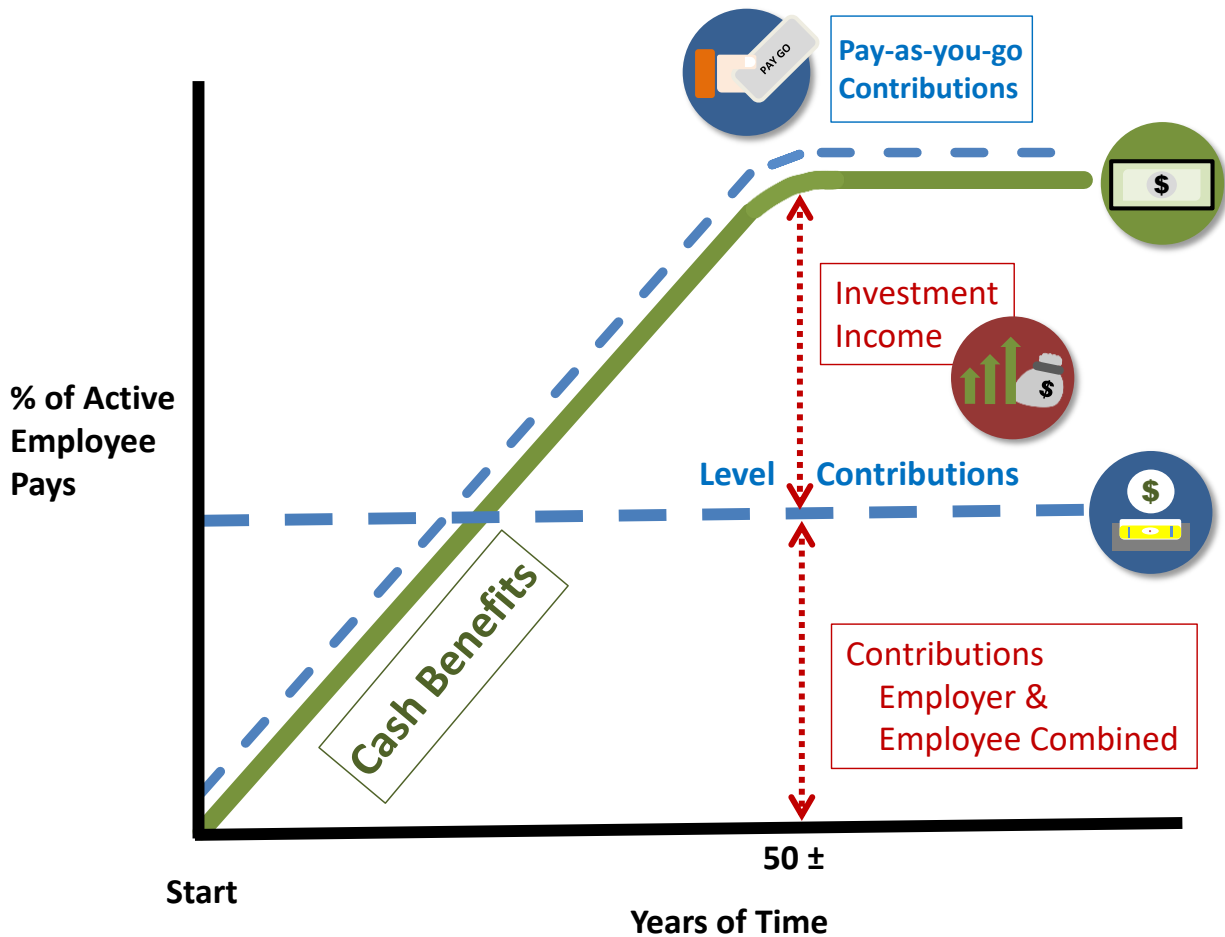 PAY GO
Pay-as-you-go
Contributions
$
Investment
Income
$
% of Active
Employee
Pays
Level Contributions
$
Cash Benefits
Contributions
Employer &
Employee Combined
50 ±
Start
Years of Time